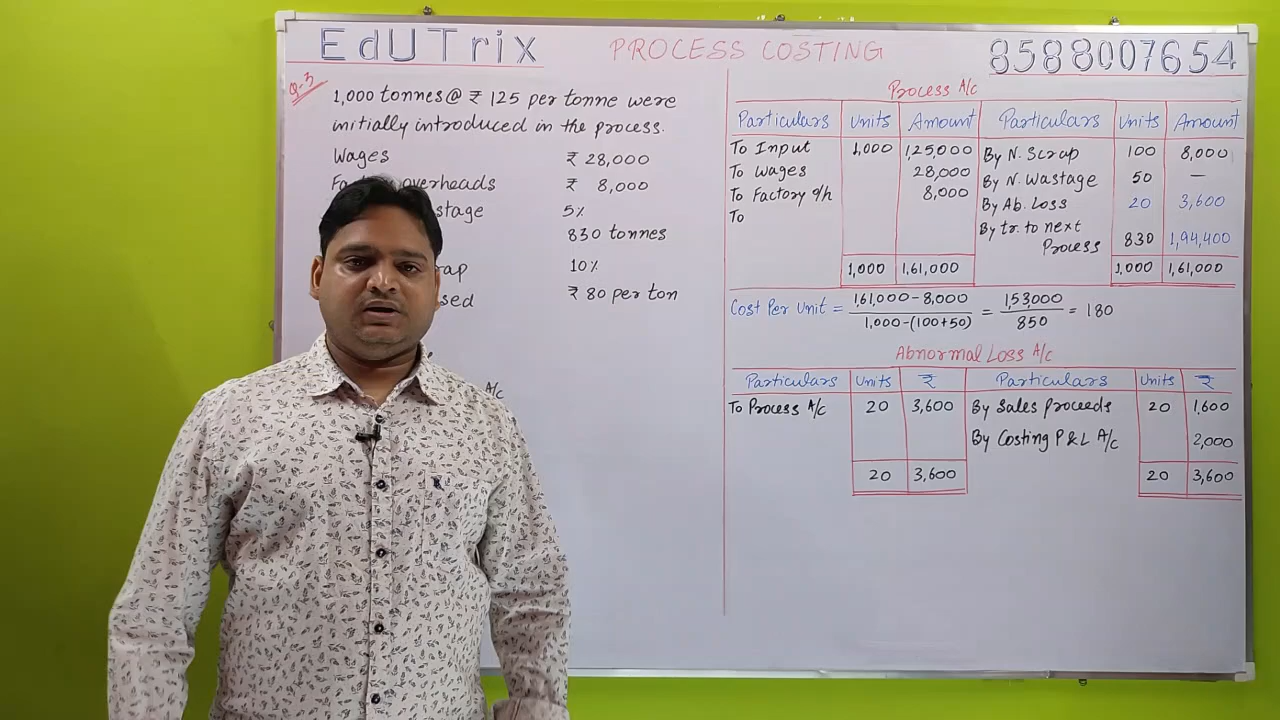 EdUTrix PROCESS COSTING 8588007654
Q-3
1,000 tonnes @ ₹ 125 per tonne were
initially introduced in the process.
Wages ₹ 28,000
overheads ₹ 8,000
stage 5%
830 tonnes
rap 10%
sed ₹ 80 per ton
A/c
Process A/c
Particulars Units Amount Particulars Units Amount
To Input 1,000 1,25,000 By N. Scrap 100 8,000
To Wages 28,000 By N. Wastage 50 —
To Factory o/h 8,000 By Ab. Loss 20 3,600
To By tr. to next
Process 830 1,94,400
1,000 1,61,000 1,000 1,61,000
Cost Per Unit = 1,61,000 - 8,000 / 1,000 - (100+50) = 1,53,000 / 850 = 180
Abnormal Loss A/c
Particulars Units ₹ Particulars Units ₹
To Process A/c 20 3,600 By Sales Proceeds 20 1,600
By Costing P & L A/c 2,000
20 3,600 20 3,600